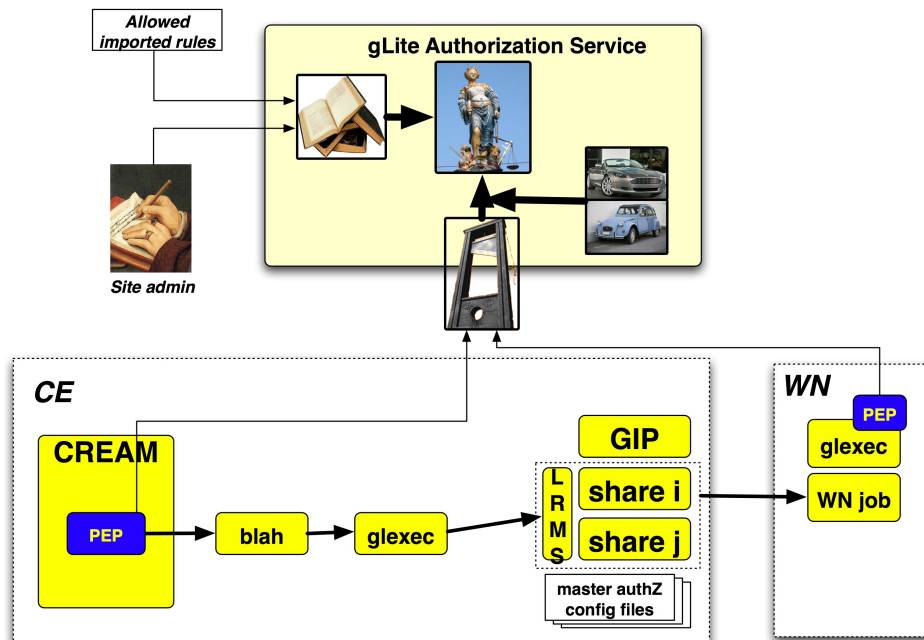 Allowed
imported rules
gLite Authorization Service
Site admin
CE
WN
CREAM
PEP
blah
glexec
GIP
L
R
M
S
share i
share j
master authZ
config files
PEP
glexec
WN job